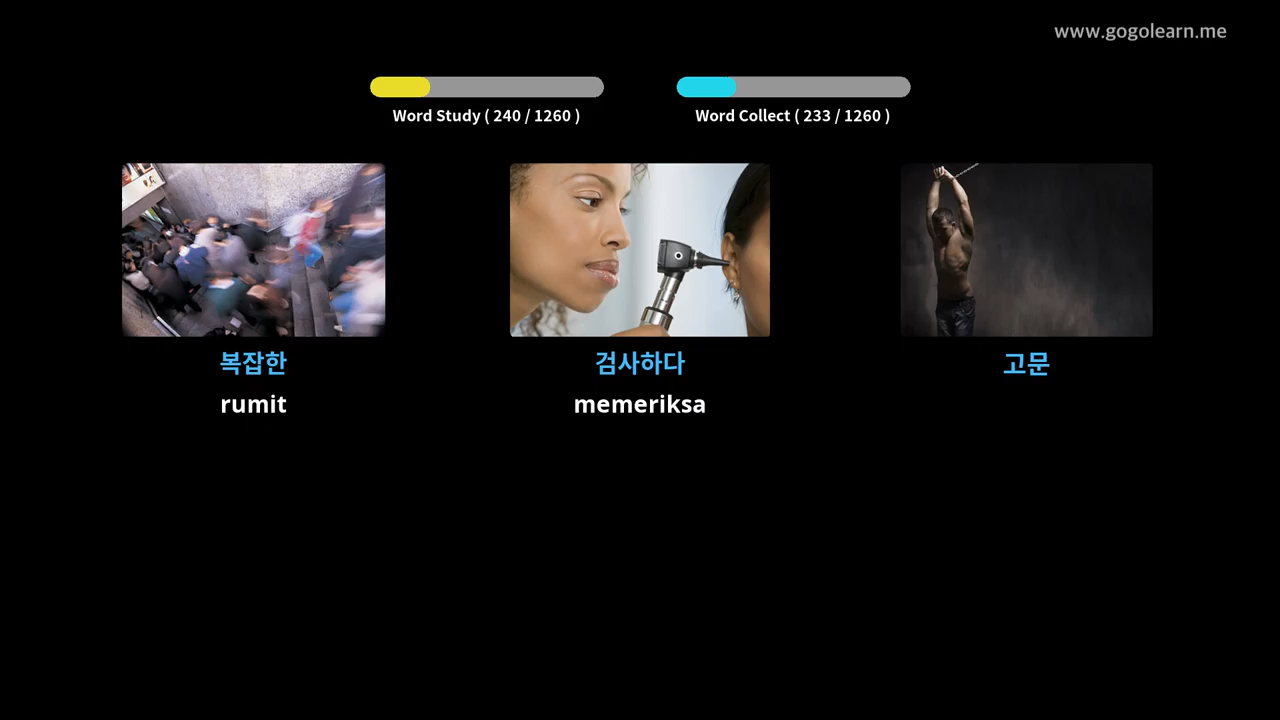 www.gogolearn.me
Word Study ( 240 / 1260 )
Word Collect ( 233 / 1260 )
복잡한
검사하다
고문
rumit
memeriksa